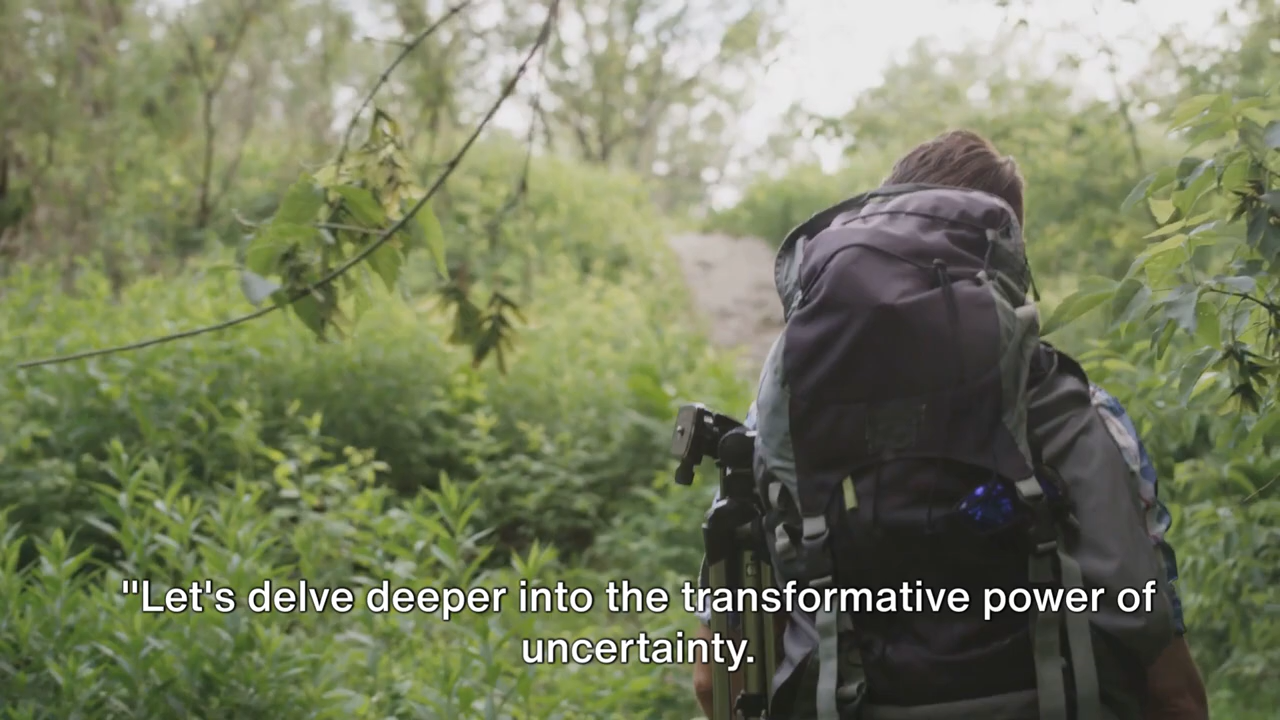 "Let's delve deeper into the transformative power of
uncertainty.